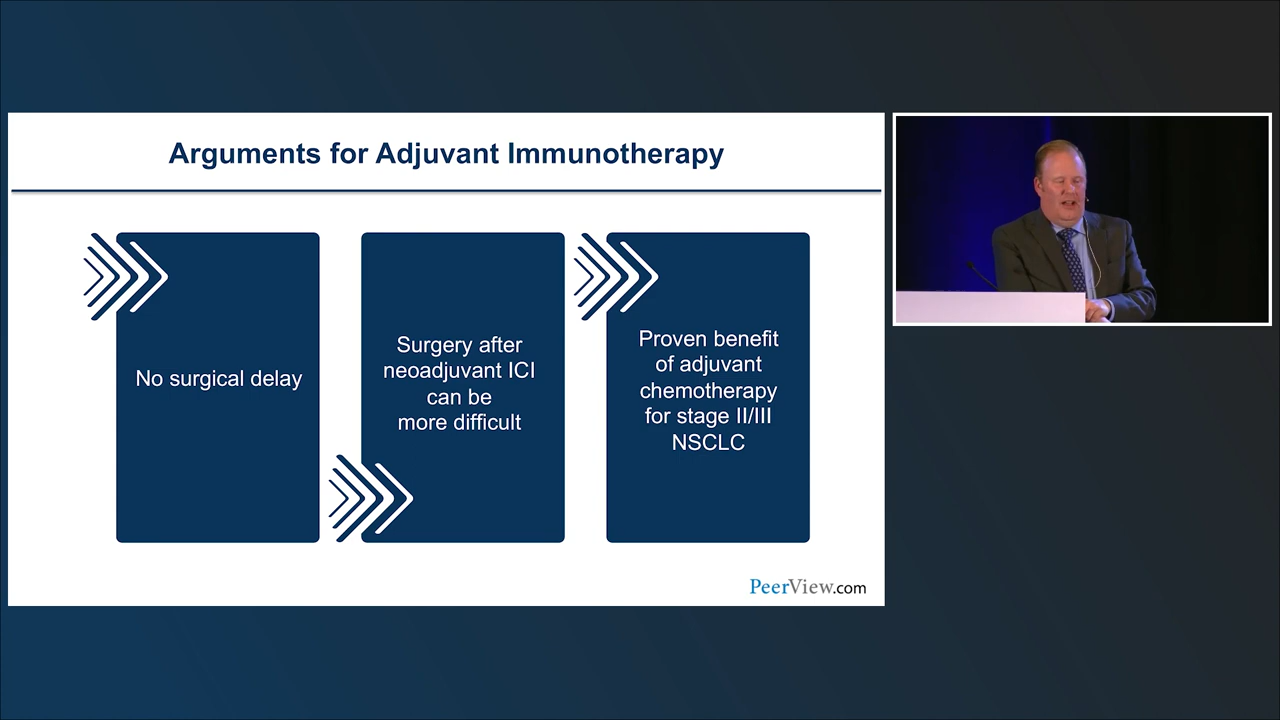 Arguments for Adjuvant Immunotherapy
No surgical delay
Surgery after
neoadjuvant ICI
can be
more difficult
Proven benefit
of adjuvant
chemotherapy
for stage II/III
NSCLC
PeerView.com